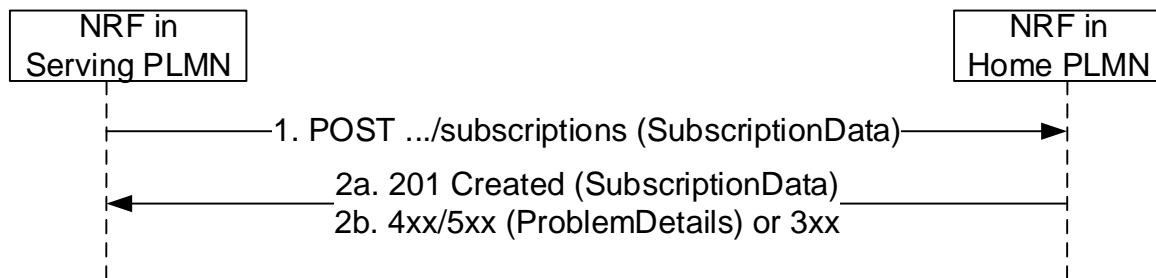 NRF in
Serving PLMN
NRF in
Home PLMN
1. POST .../subscriptions (SubscriptionData)
2a. 201 Created (SubscriptionData)
2b. 4xx/5xx (ProblemDetails) or 3xx